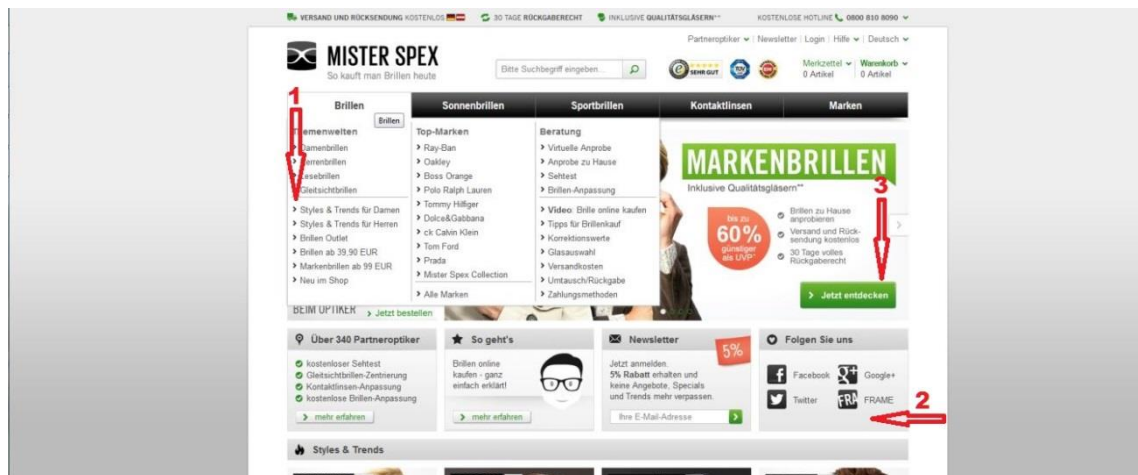 VERSAND UND RÜCKSENDUNG KOSTENLOS 30 TAGE RÜCKGABERECHT INKLUSIVE QUALITÄTSGLÄSERN** KOSTENLOSE HOTLINE 0800 810 8090
Partneroptiker Newsletter Login Hilfe Deutsch
MISTER SPEX
So kauft man Brillen heute
Bitte Suchbegriff eingeben...
SEHR GUT
Merkzettel
0 Artikel
Warenkorb
0 Artikel
1
Brillen Sonnenbrillen Sportbrillen Kontaktlinsen Marken
Brillen
Themenwelten
Damenbrillen
Herrenbrillen
Lesebrillen
Gleitsichtbrillen
Styles & Trends für Damen
Styles & Trends für Herren
Brillen Outlet
Brillen ab 39,90 EUR
Markenbrillen ab 99 EUR
Neu im Shop
Top-Marken
Ray-Ban
Oakley
Boss Orange
Polo Ralph Lauren
Tommy Hilfiger
Dolce&Gabbana
ck Calvin Klein
Tom Ford
Prada
Mister Spex Collection
Alle Marken
Beratung
Virtuelle Anprobe
Anprobe zu Hause
Sehtest
Brillen-Anpassung
Video: Brille online kaufen
Tipps für Brillenkauf
Korrektionswerte
Glasauswahl
Versandkosten
Umtausch/Rückgabe
Zahlungsmethoden
MARKENBRILLEN
Inklusive Qualitätsgläsern**
3
bis zu
60%
günstiger
als UVP*
Brillen zu Hause
anprobieren
Versand und Rück-
sendung kostenlos
30 Tage volles
Rückgaberecht
Jetzt entdecken
BEIM OPTIKER Jetzt bestellen
Über 340 Partneroptiker
kostenloser Sehtest
Gleitsichtbrillen-Zentrierung
Kontaktlinsen-Anpassung
kostenlose Brillen-Anpassung
mehr erfahren
So geht's
Brillen online
kaufen - ganz
einfach erklärt!
mehr erfahren
Newsletter
5%
Jetzt anmelden.
5% Rabatt erhalten und
keine Angebote, Specials
und Trends mehr verpassen.
Ihre E-Mail-Adresse
Folgen Sie uns
Facebook
Google+
Twitter
FRA
FRAME
2
Styles & Trends